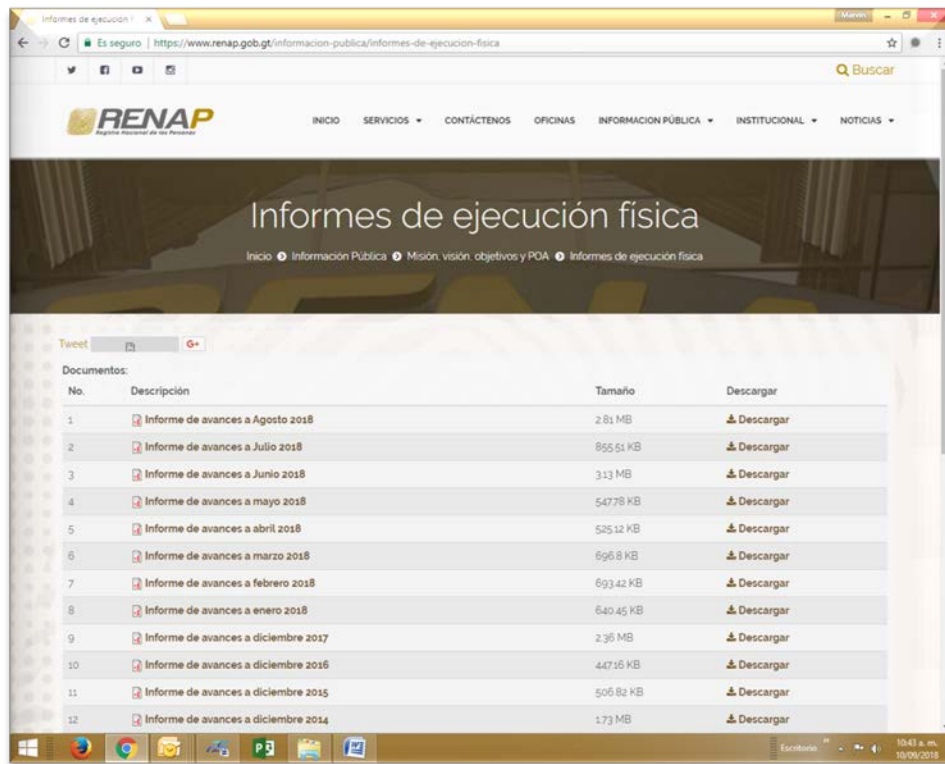 Informes de ejecución f
Marvin
Es seguro | https://www.renap.gob.gt/informacion-publica/informes-de-ejecucion-fisica
Buscar
RENAP
Registro Nacional de las Personas
INICIO SERVICIOS CONTÁCTENOS OFICINAS INFORMACION PÚBLICA INSTITUCIONAL NOTICIAS
Informes de ejecución física
Inicio Información Pública Misión, visión, objetivos y POA Informes de ejecución física
Tweet G+
Documentos:
No. Descripción Tamaño Descargar
1 Informe de avances a Agosto 2018 2.81 MB Descargar
2 Informe de avances a Julio 2018 855.51 KB Descargar
3 Informe de avances a Junio 2018 3.13 MB Descargar
4 Informe de avances a mayo 2018 547.78 KB Descargar
5 Informe de avances a abril 2018 525.12 KB Descargar
6 Informe de avances a marzo 2018 696.8 KB Descargar
7 Informe de avances a febrero 2018 693.42 KB Descargar
8 Informe de avances a enero 2018 640.45 KB Descargar
9 Informe de avances a diciembre 2017 2.36 MB Descargar
10 Informe de avances a diciembre 2016 447.16 KB Descargar
11 Informe de avances a diciembre 2015 506.82 KB Descargar
12 Informe de avances a diciembre 2014 1.73 MB Descargar
Escritorio
10:43 a. m.
10/09/2018